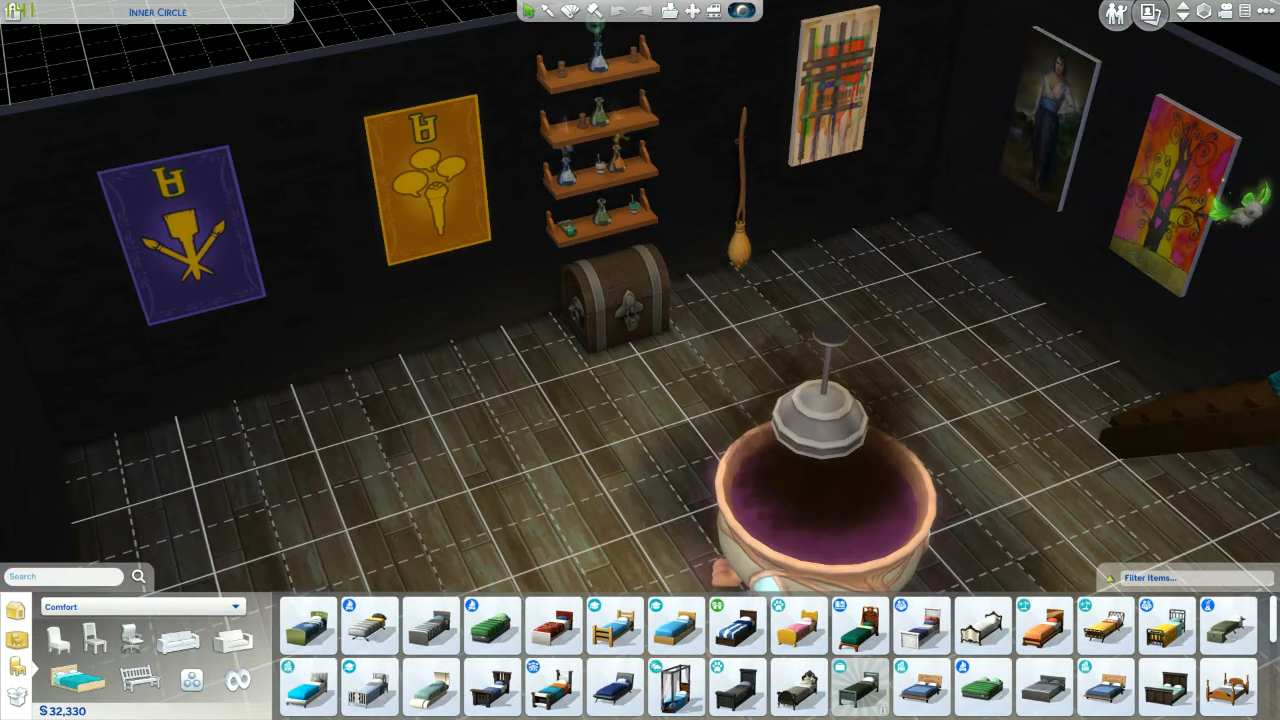 INNER CIRCLE
Search
Filter Items...
Comfort
§32,330